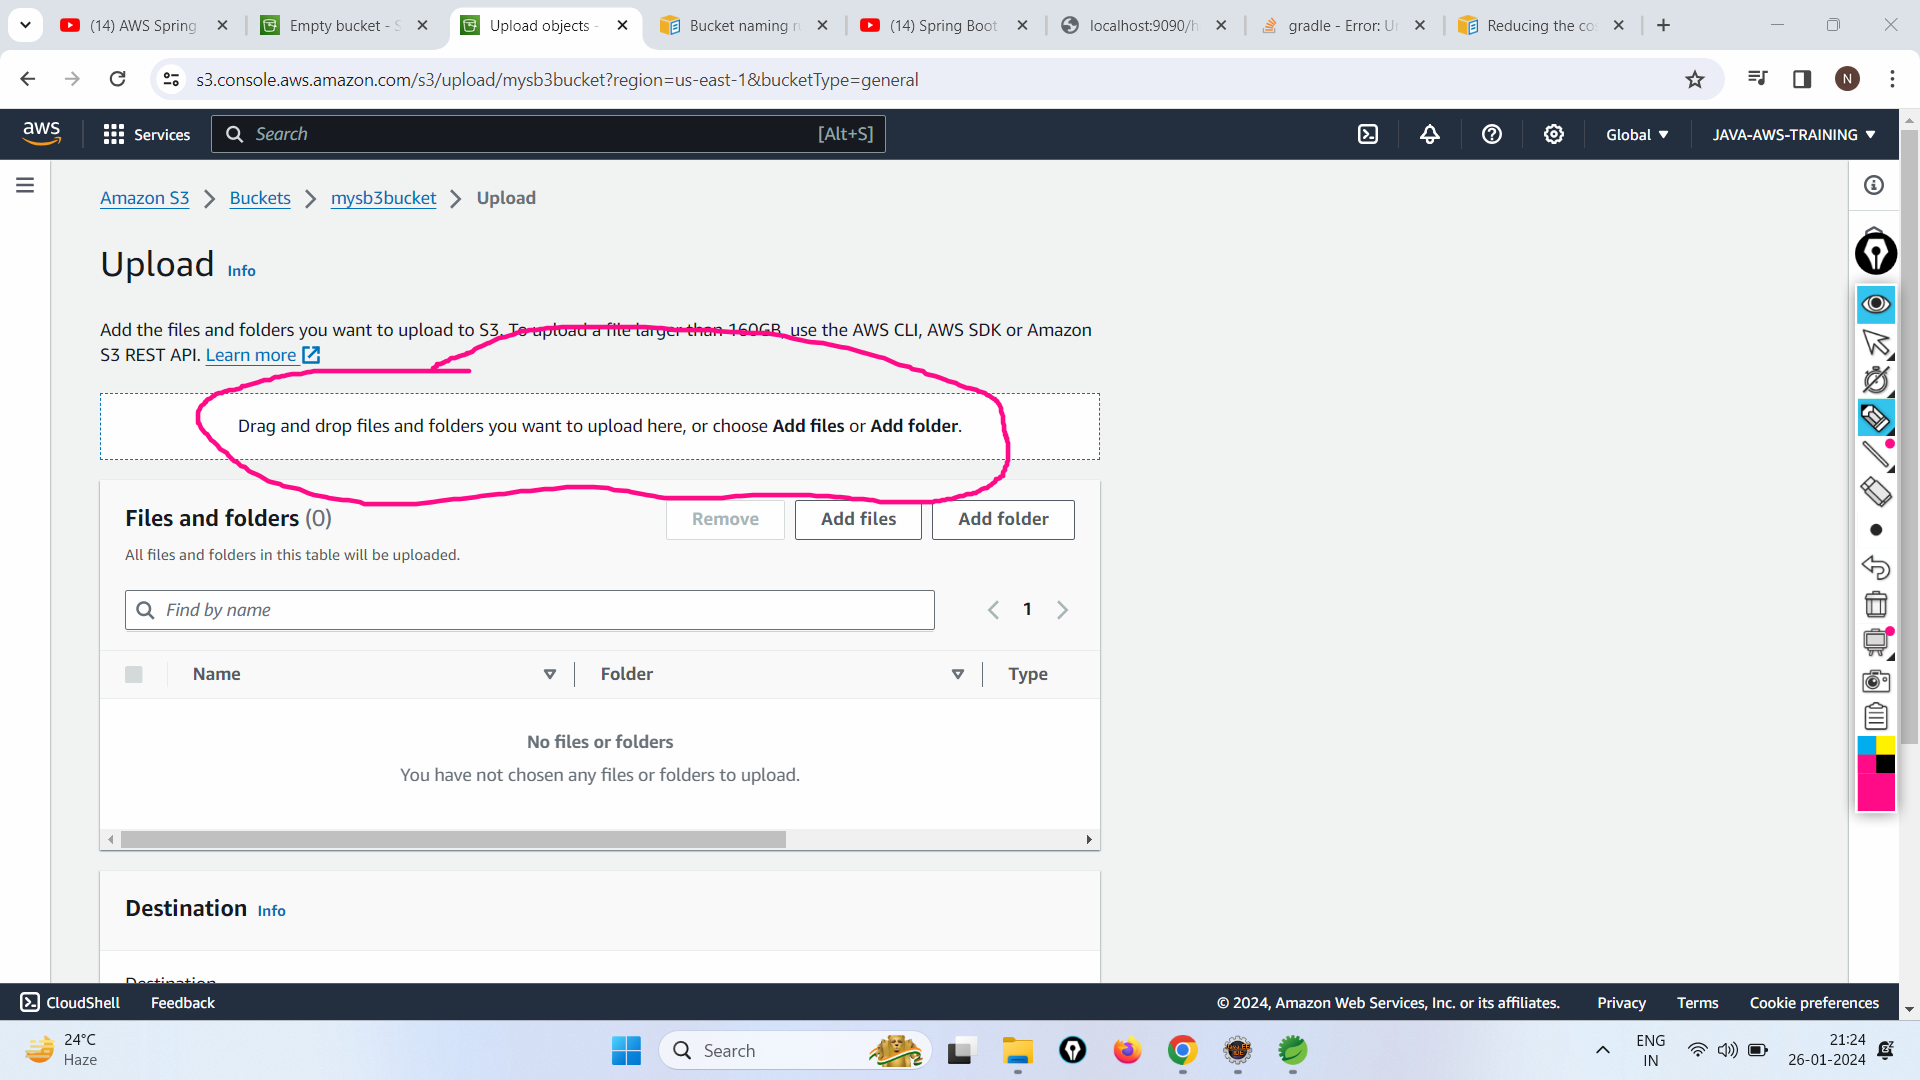 (14) AWS Spring
Empty bucket - S
Upload objects -
Bucket naming ru
(14) Spring Boot
localhost:9090/h
gradle - Error: Un
Reducing the cos
s3.console.aws.amazon.com/s3/upload/mysb3bucket?region=us-east-1&bucketType=general
N
aws
Services
Search
[Alt+S]
Global
JAVA-AWS-TRAINING
Amazon S3
Buckets
mysb3bucket
Upload
Upload Info
Add the files and folders you want to upload to S3. To upload a file larger than 160GB, use the AWS CLI, AWS SDK or Amazon
S3 REST API. Learn more
Drag and drop files and folders you want to upload here, or choose Add files or Add folder.
Files and folders (0)
Remove
Add files
Add folder
All files and folders in this table will be uploaded.
Find by name
1
Name
Folder
Type
No files or folders
You have not chosen any files or folders to upload.
Destination Info
Destination
CloudShell
Feedback
© 2024, Amazon Web Services, Inc. or its affiliates.
Privacy
Terms
Cookie preferences
24°C
Haze
Search
ENG
IN
21:24
26-01-2024